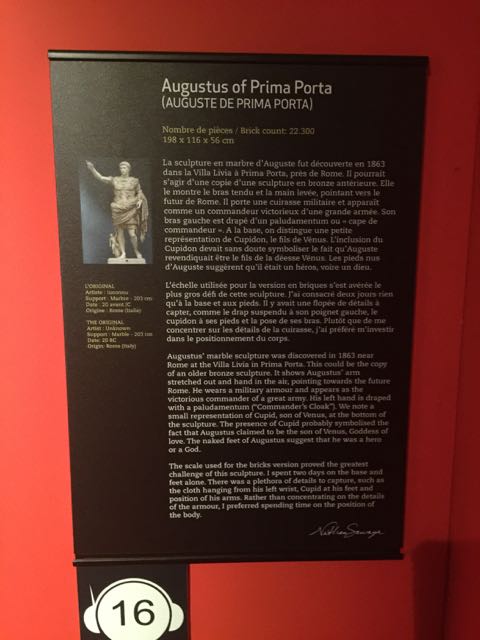 Augustus of Prima Porta
(AUGUSTE DE PRIMA PORTA)
Nombre de pièces / Brick count: 22.300
198 x 116 x 56 cm
La sculpture en marbre d'Auguste fut découverte en 1863
dans la Villa Livia à Prima Porta, près de Rome. Il pourrait
s'agir d'une copie d'une sculpture en bronze antérieure. Elle
le montre le bras tendu et la main levée, pointant vers le
futur de Rome. Il porte une cuirasse militaire et apparaît
comme un commandeur victorieux d'une grande armée. Son
bras gauche est drapé d'un paludamentum ou « cape de
commandeur ». A la base, on distingue une petite
représentation de Cupidon, le fils de Vénus. L'inclusion du
Cupidon devait sans doute symboliser le fait qu'Auguste
revendiquait être le fils de la déesse Vénus. Les pieds nus
d'Auguste suggèrent qu'il était un héros, voire un dieu.
L'échelle utilisée pour la version en briques s'est avérée le
plus gros défi de cette sculpture. J'ai consacré deux jours rien
qu'à la base et aux pieds. Il y avait une flopée de détails à
capter, comme le drap suspendu à son poignet gauche, le
cupidon à ses pieds et la pose de ses bras. Plutôt que de me
concentrer sur les détails de la cuirasse, j'ai préféré m'investir
dans le positionnement du corps.
Augustus' marble sculpture was discovered in 1863 near
Rome at the Villa Livia in Prima Porta. This could be the copy
of an older bronze sculpture. It shows Augustus' arm
stretched out and hand in the air, pointing towards the future
Rome. He wears a military armour and appears as the
victorious commander of a great army. His left hand is draped
with a paludamentum ("Commander's Cloak"). We note a
small representation of Cupid, son of Venus, at the bottom of
the sculpture. The presence of Cupid probably symbolised the
fact that Augustus claimed to be the son of Venus, Goddess of
love. The naked feet of Augustus suggest that he was a hero
or a God.
The scale used for the bricks version proved the greatest
challenge of this sculpture. I spent two days on the base and
feet alone. There was a plethora of details to capture, such as
the cloth hanging from his left wrist, Cupid at his feet and
position of his arms. Rather than concentrating on the details
of the armour, I preferred spending time on the position of
the body.
Nathan Sawaya
L'ORIGINAL
Artiste : Inconnu
Support : Marbre - 203 cm
Date : 20 avant JC
Origine : Rome (Italie)
THE ORIGINAL
Artist : Unknown
Support : Marble - 203 cm
Date: 20 BC
Origin: Rome (Italy)
16